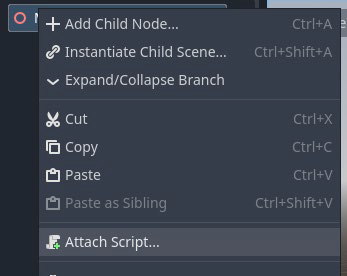 Add Child Node... Ctrl+A
Instantiate Child Scene... Ctrl+Shift+A
Expand/Collapse Branch
Cut Ctrl+X
Copy Ctrl+C
Paste Ctrl+V
Paste as Sibling Ctrl+Shift+V
Attach Script...